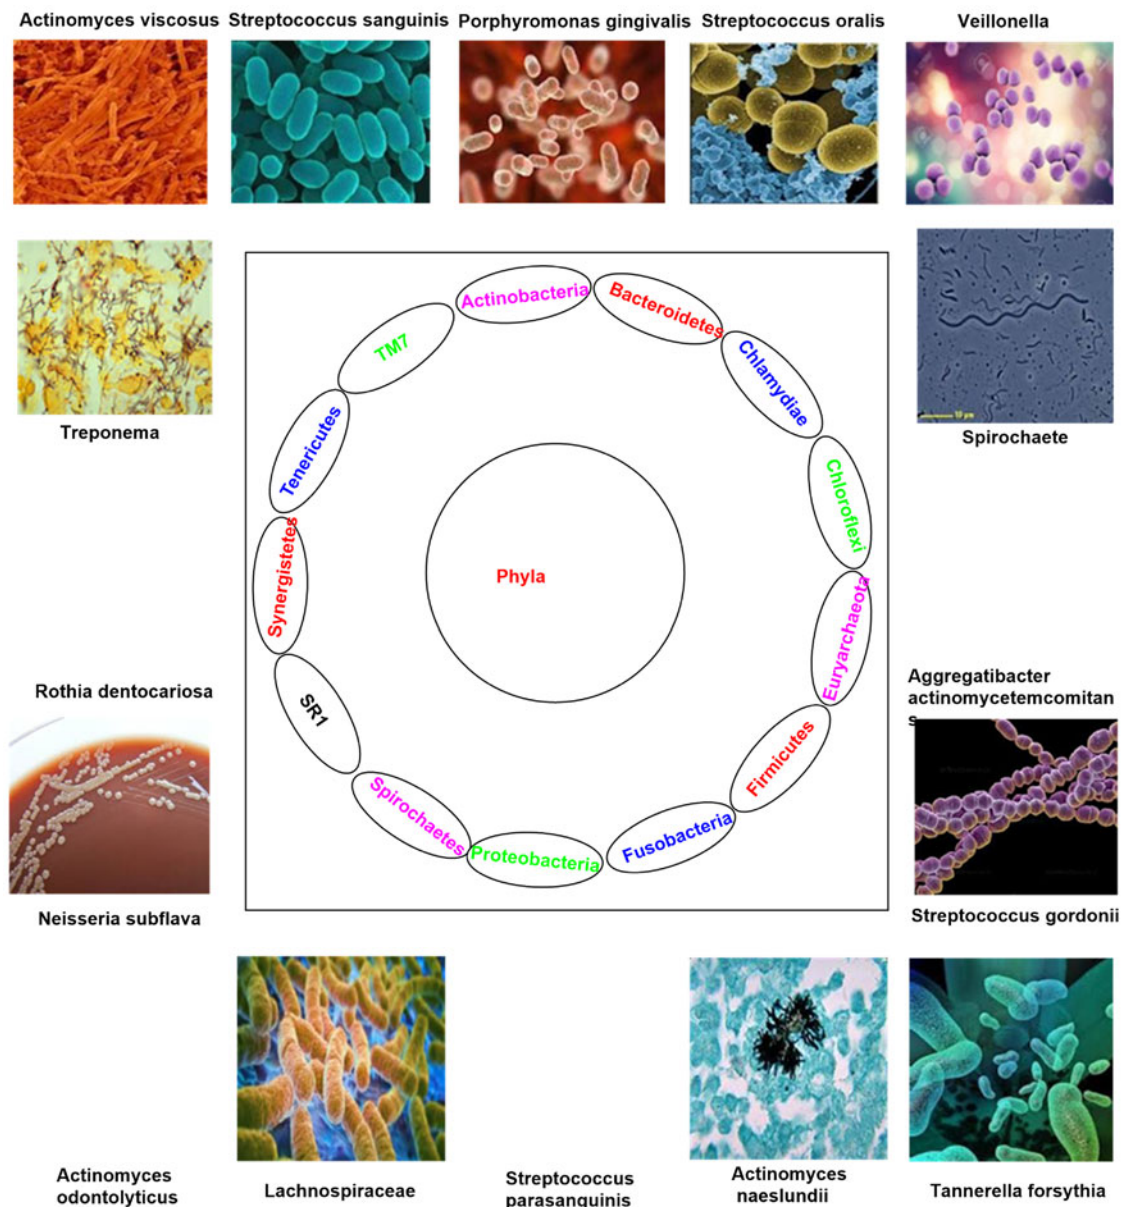 Actinomyces viscosus
Streptococcus sanguinis
Porphyromonas gingivalis
Streptococcus oralis
Veillonella
Treponema
Spirochaete
10 µm
Actinobacteria
Bacteroidetes
Chlamydiae
Chloroflexi
Euryarchaeota
Firmicutes
Fusobacteria
Proteobacteria
Spirochaetes
SR1
Synergistetes
Tenericutes
TM7
Phyla
Rothia dentocariosa
Aggregatibacter
actinomycetemcomitan
s
Neisseria subflava
Streptococcus gordonii
Actinomyces
odontolyticus
Lachnospiraceae
Streptococcus
parasanguinis
Actinomyces
naeslundii
Tannerella forsythia